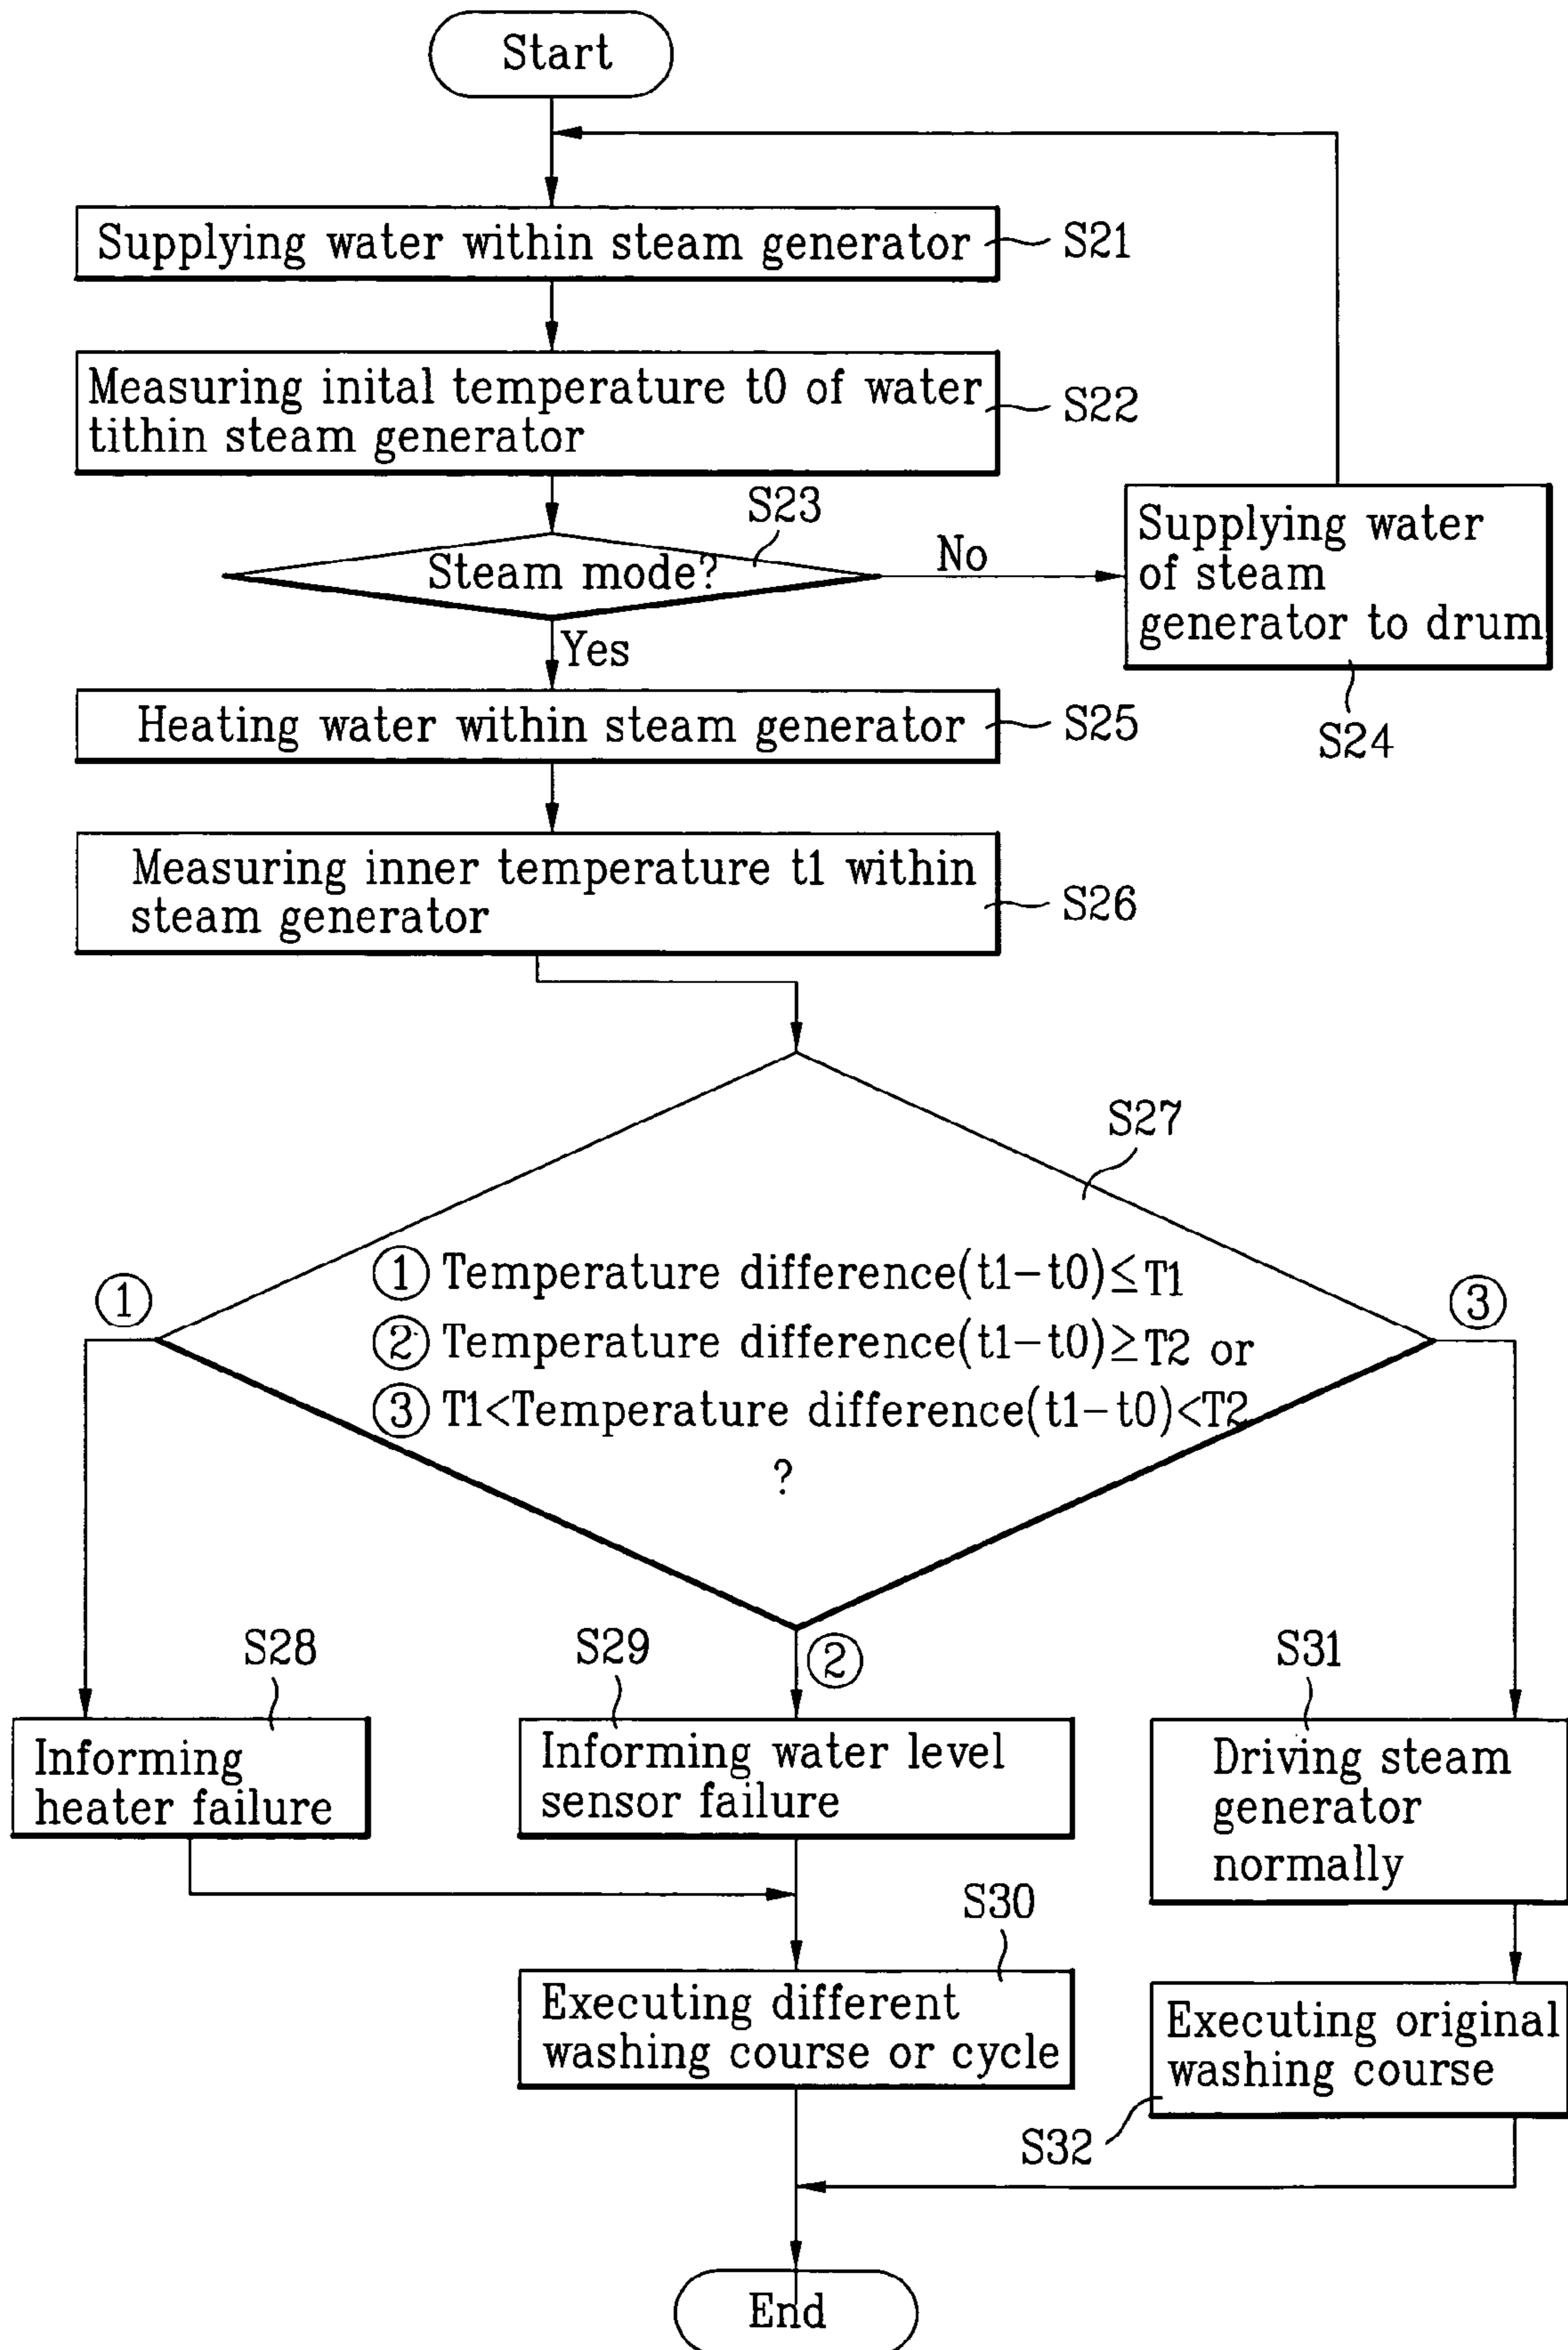 Start
Supplying water within steam generator
S21
Measuring inital temperature t0 of water
tithin steam generator
S22
S23
Steam mode?
No
Yes
Supplying water
of steam
generator to drum
S24
Heating water within steam generator
S25
Measuring inner temperature t1 within
steam generator
S26
S27
① Temperature difference(t1-t0)≤T1
② Temperature difference(t1-t0)≥T2 or
③ T1<Temperature difference(t1-t0)<T2
?
①
③
②
S28
Informing
heater failure
S29
Informing water level
sensor failure
S31
Driving steam
generator
normally
S30
Executing different
washing course or cycle
Executing original
washing course
S32
End